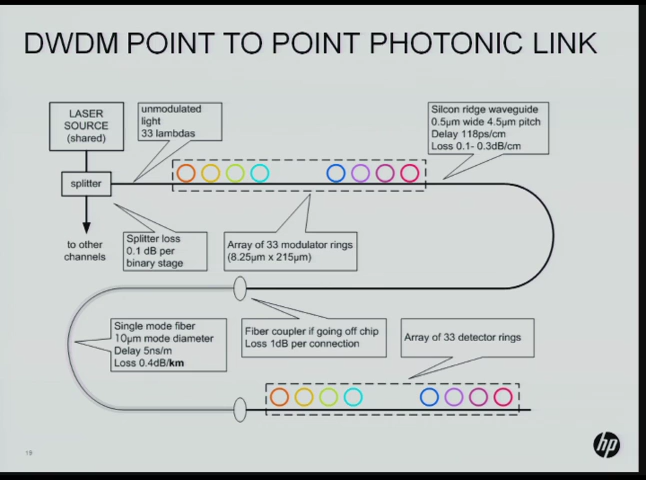 DWDM POINT TO POINT PHOTONIC LINK
LASER
SOURCE
(shared)
unmodulated
light
33 lambdas
Silcon ridge waveguide
0.5µm wide 4.5µm pitch
Delay 118ps/cm
Loss 0.1- 0.3dB/cm
splitter
to other
channels
Splitter loss
0.1 dB per
binary stage
Array of 33 modulator rings
(8.25µm x 215µm)
Single mode fiber
10µm mode diameter
Delay 5ns/m
Loss 0.4dB/km
Fiber coupler if going off chip
Loss 1dB per connection
Array of 33 detector rings
hp